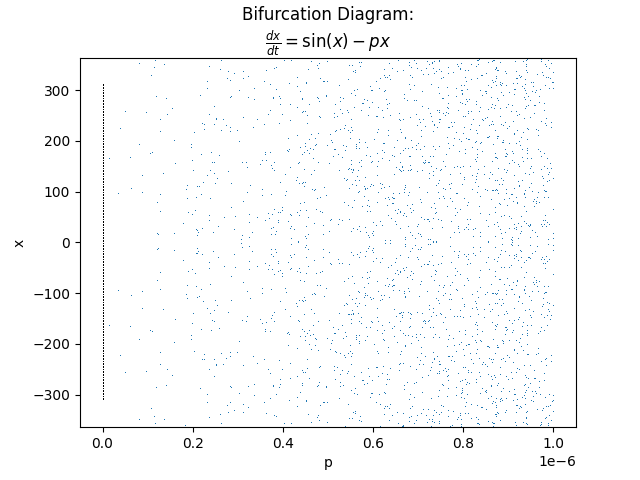 Bifurcation Diagram:
dx/dt = sin(x) − px
300
200
100
0
−100
−200
−300
x
0.0 0.2 0.4 0.6 0.8 1.0
1e−6
p